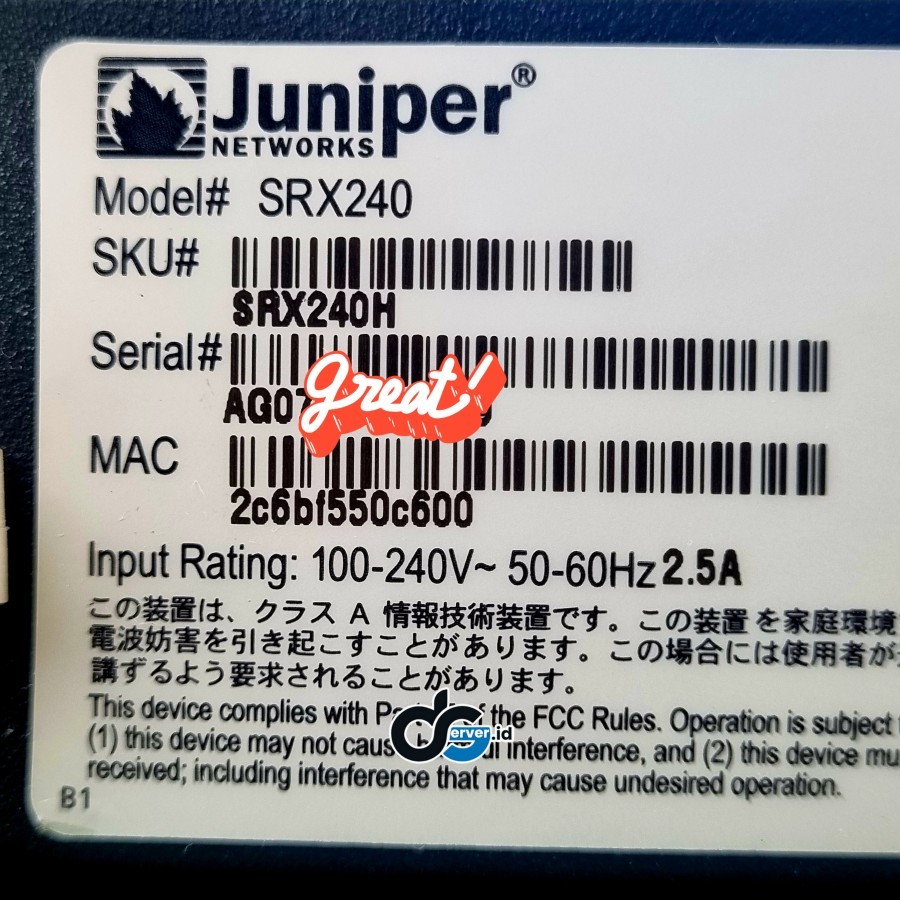 Juniper®
NETWORKS
Model# SRX240
SKU#
SRX240H
Serial#
great!
AG07
MAC
2c6bf550c600
Input Rating: 100-240V~ 50-60Hz 2.5A
この装置は、クラス A 情報技術装置です。この装置を家庭環境
電波妨害を引き起こすことがあります。この場合には使用者が
講ずるよう要求されることがあります。
This device complies with of the FCC Rules. Operation is subject
(1) this device may not interference, and (2) this device
received; including interference that may cause undesired operation.
dserver.id
B1